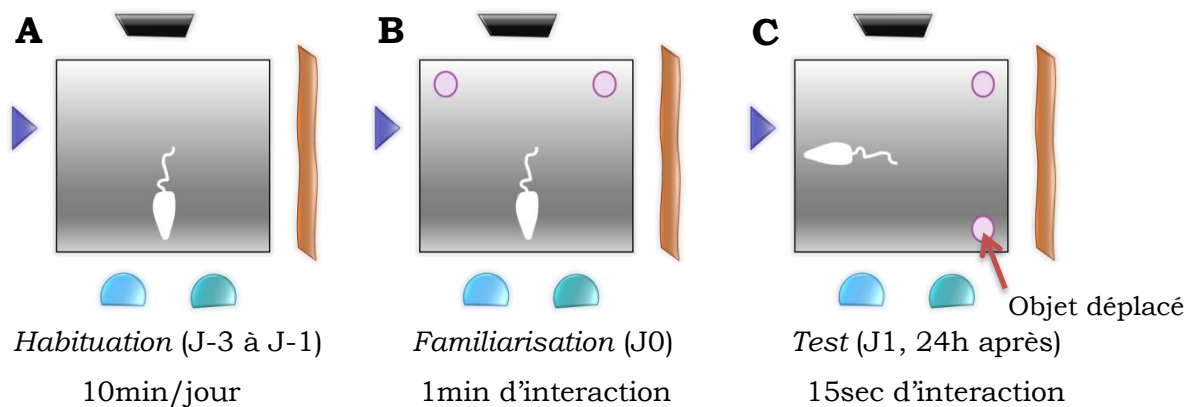 A
B
C
Objet déplacé
Habituation (J-3 à J-1)
10min/jour
Familiarisation (J0)
1min d'interaction
Test (J1, 24h après)
15sec d'interaction